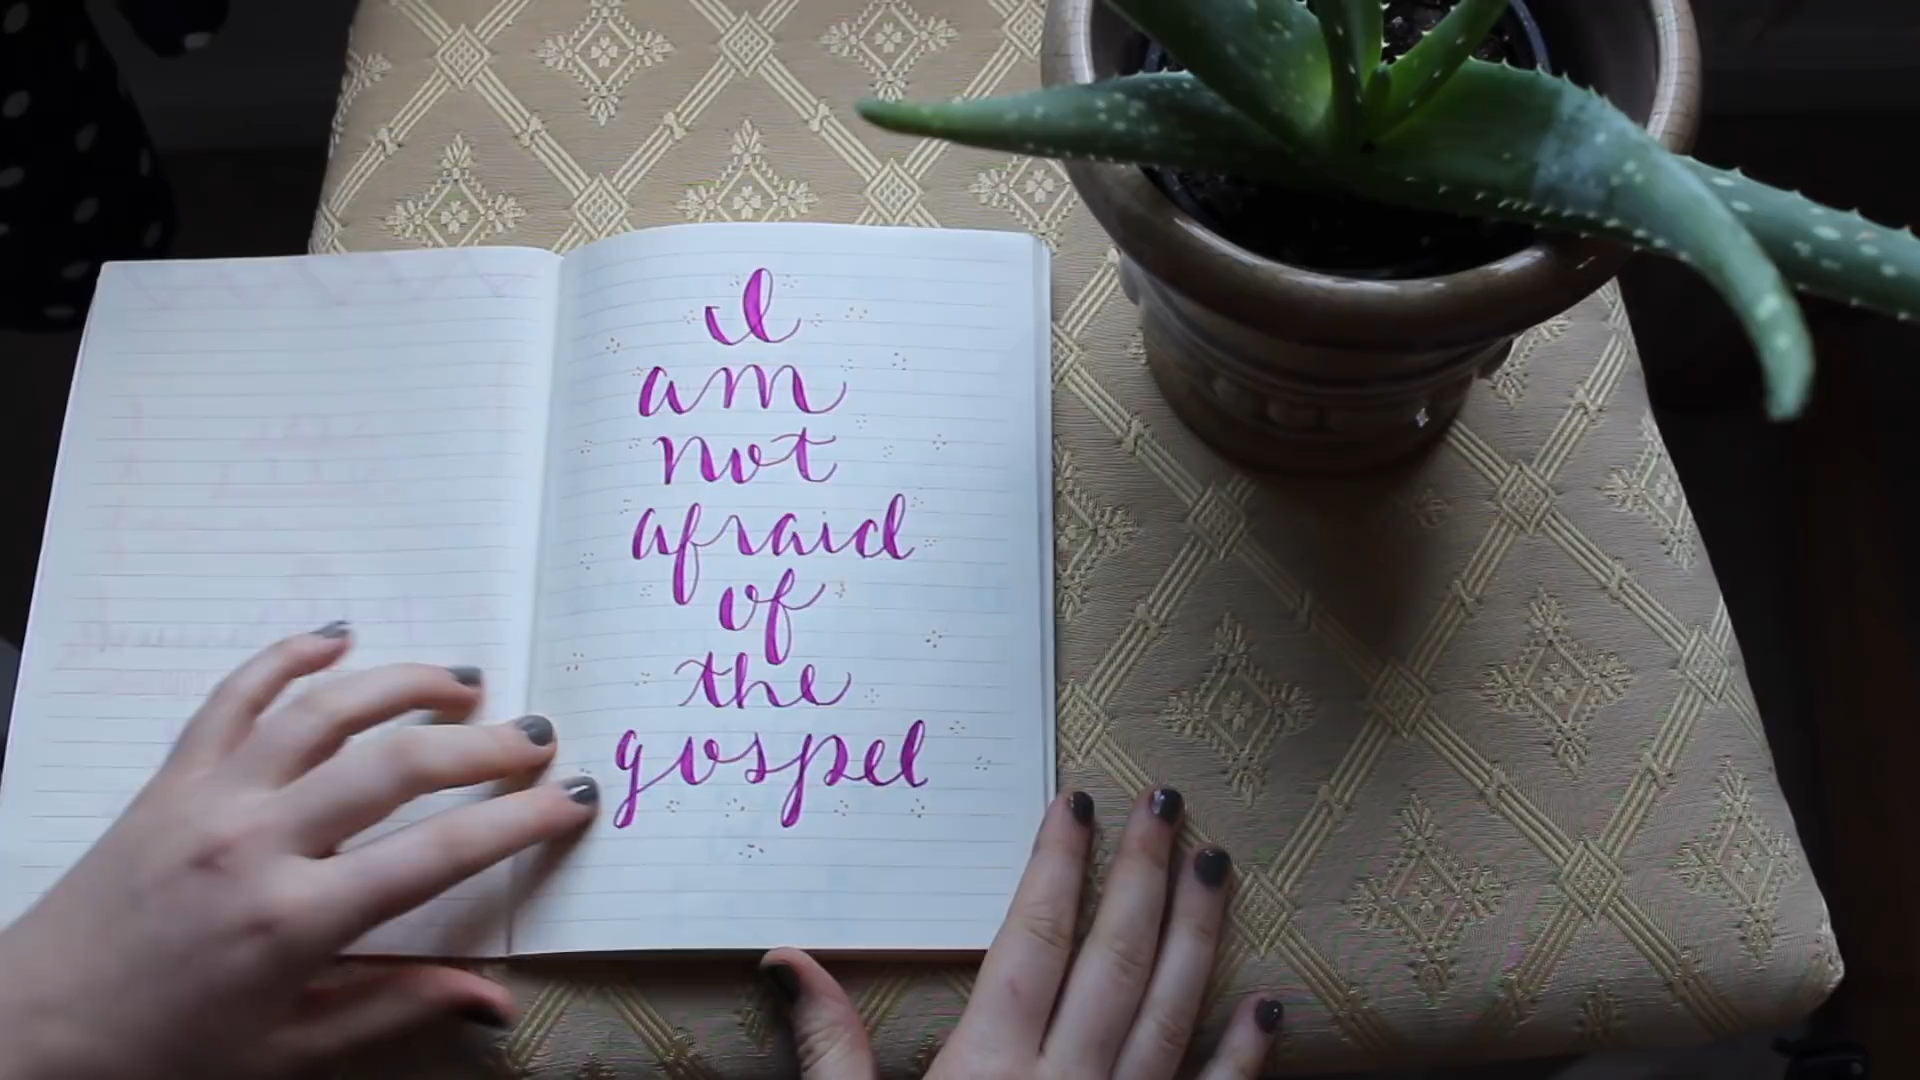 I
am
not
afraid
of
the
gospel